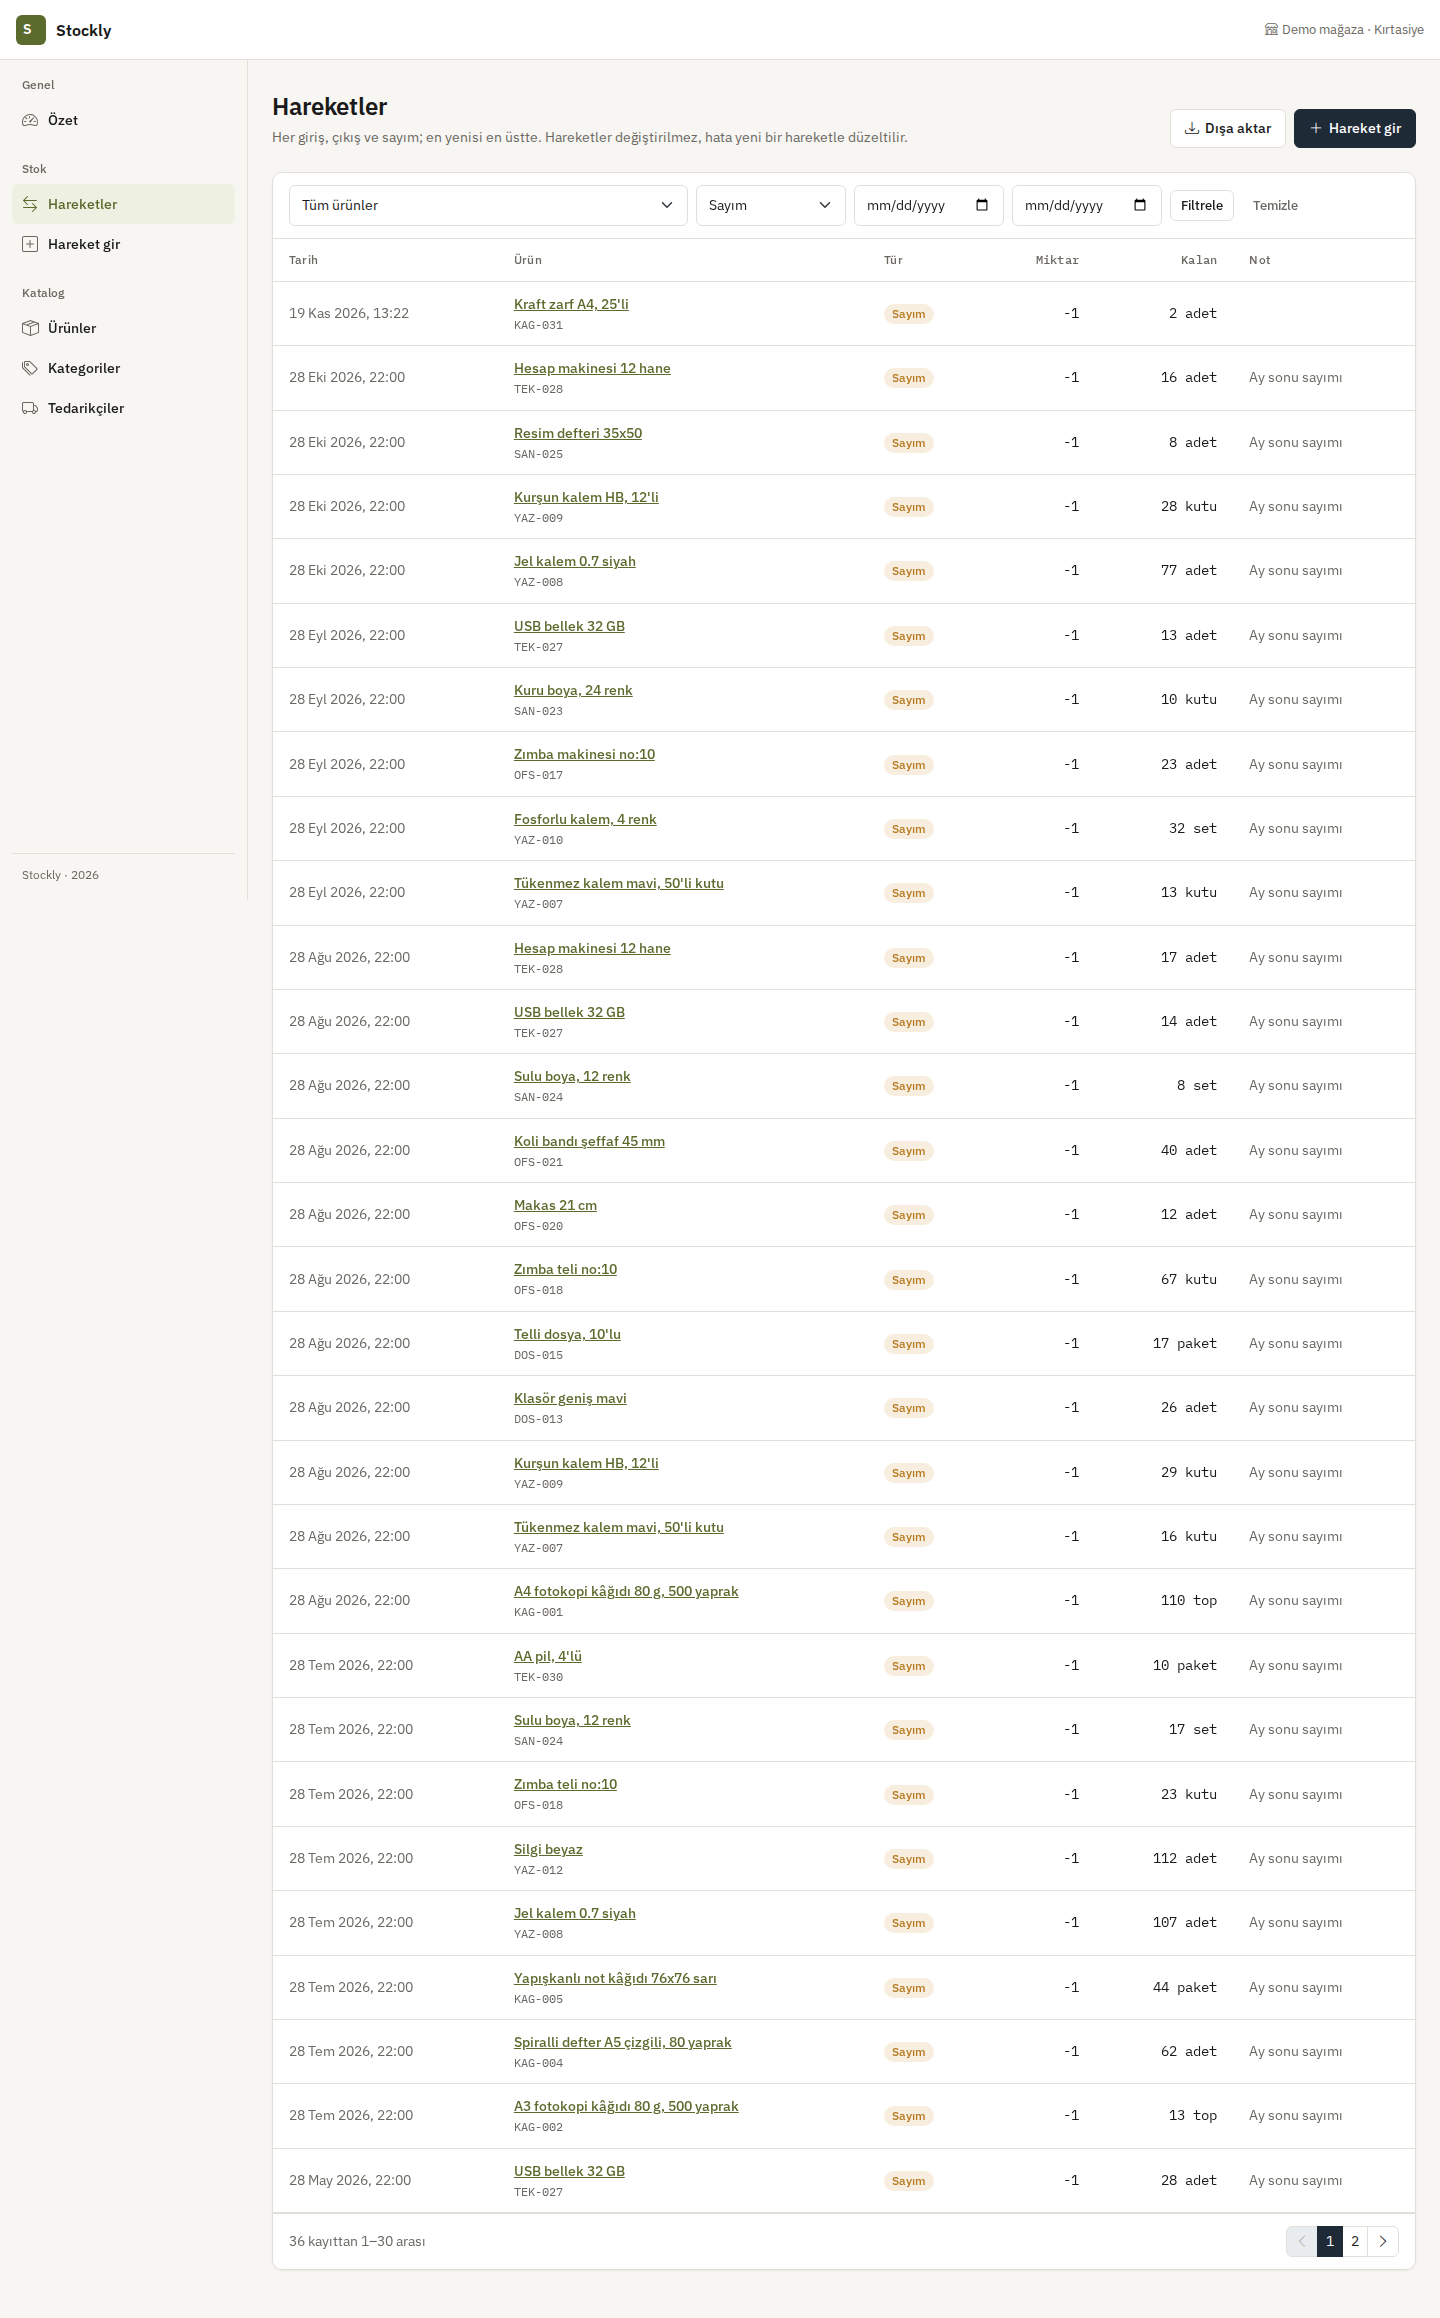 S Stockly
Demo mağaza · Kırtasiye
Genel
Özet
Stok
Hareketler
Hareket gir
Katalog
Ürünler
Kategoriler
Tedarikçiler
Stockly · 2026
Hareketler
Her giriş, çıkış ve sayım; en yenisi en üstte. Hareketler değiştirilmez, hata yeni bir hareketle düzeltilir.
Dışa aktar
Hareket gir
Tüm ürünler Sayım mm/dd/yyyy mm/dd/yyyy Filtrele Temizle
Tarih Ürün Tür Miktar Kalan Not
19 Kas 2026, 13:22 Kraft zarf A4, 25'li Sayım -1 2 adet
KAG-031
28 Eki 2026, 22:00 Hesap makinesi 12 hane Sayım -1 16 adet Ay sonu sayımı
TEK-028
28 Eki 2026, 22:00 Resim defteri 35x50 Sayım -1 8 adet Ay sonu sayımı
SAN-025
28 Eki 2026, 22:00 Kurşun kalem HB, 12'li Sayım -1 28 kutu Ay sonu sayımı
YAZ-009
28 Eki 2026, 22:00 Jel kalem 0.7 siyah Sayım -1 77 adet Ay sonu sayımı
YAZ-008
28 Eyl 2026, 22:00 USB bellek 32 GB Sayım -1 13 adet Ay sonu sayımı
TEK-027
28 Eyl 2026, 22:00 Kuru boya, 24 renk Sayım -1 10 kutu Ay sonu sayımı
SAN-023
28 Eyl 2026, 22:00 Zımba makinesi no:10 Sayım -1 23 adet Ay sonu sayımı
OFS-017
28 Eyl 2026, 22:00 Fosforlu kalem, 4 renk Sayım -1 32 set Ay sonu sayımı
YAZ-010
28 Eyl 2026, 22:00 Tükenmez kalem mavi, 50'li kutu Sayım -1 13 kutu Ay sonu sayımı
YAZ-007
28 Ağu 2026, 22:00 Hesap makinesi 12 hane Sayım -1 17 adet Ay sonu sayımı
TEK-028
28 Ağu 2026, 22:00 USB bellek 32 GB Sayım -1 14 adet Ay sonu sayımı
TEK-027
28 Ağu 2026, 22:00 Sulu boya, 12 renk Sayım -1 8 set Ay sonu sayımı
SAN-024
28 Ağu 2026, 22:00 Koli bandı şeffaf 45 mm Sayım -1 40 adet Ay sonu sayımı
OFS-021
28 Ağu 2026, 22:00 Makas 21 cm Sayım -1 12 adet Ay sonu sayımı
OFS-020
28 Ağu 2026, 22:00 Zımba teli no:10 Sayım -1 67 kutu Ay sonu sayımı
OFS-018
28 Ağu 2026, 22:00 Telli dosya, 10'lu Sayım -1 17 paket Ay sonu sayımı
DOS-015
28 Ağu 2026, 22:00 Klasör geniş mavi Sayım -1 26 adet Ay sonu sayımı
DOS-013
28 Ağu 2026, 22:00 Kurşun kalem HB, 12'li Sayım -1 29 kutu Ay sonu sayımı
YAZ-009
28 Ağu 2026, 22:00 Tükenmez kalem mavi, 50'li kutu Sayım -1 16 kutu Ay sonu sayımı
YAZ-007
28 Ağu 2026, 22:00 A4 fotokopi kâğıdı 80 g, 500 yaprak Sayım -1 110 top Ay sonu sayımı
KAG-001
28 Tem 2026, 22:00 AA pil, 4'lü Sayım -1 10 paket Ay sonu sayımı
TEK-030
28 Tem 2026, 22:00 Sulu boya, 12 renk Sayım -1 17 set Ay sonu sayımı
SAN-024
28 Tem 2026, 22:00 Zımba teli no:10 Sayım -1 23 kutu Ay sonu sayımı
OFS-018
28 Tem 2026, 22:00 Silgi beyaz Sayım -1 112 adet Ay sonu sayımı
YAZ-012
28 Tem 2026, 22:00 Jel kalem 0.7 siyah Sayım -1 107 adet Ay sonu sayımı
YAZ-008
28 Tem 2026, 22:00 Yapışkanlı not kâğıdı 76x76 sarı Sayım -1 44 paket Ay sonu sayımı
KAG-005
28 Tem 2026, 22:00 Spiralli defter A5 çizgili, 80 yaprak Sayım -1 62 adet Ay sonu sayımı
KAG-004
28 Tem 2026, 22:00 A3 fotokopi kâğıdı 80 g, 500 yaprak Sayım -1 13 top Ay sonu sayımı
KAG-002
28 May 2026, 22:00 USB bellek 32 GB Sayım -1 28 adet Ay sonu sayımı
TEK-027
36 kayıttan 1–30 arası 1 2